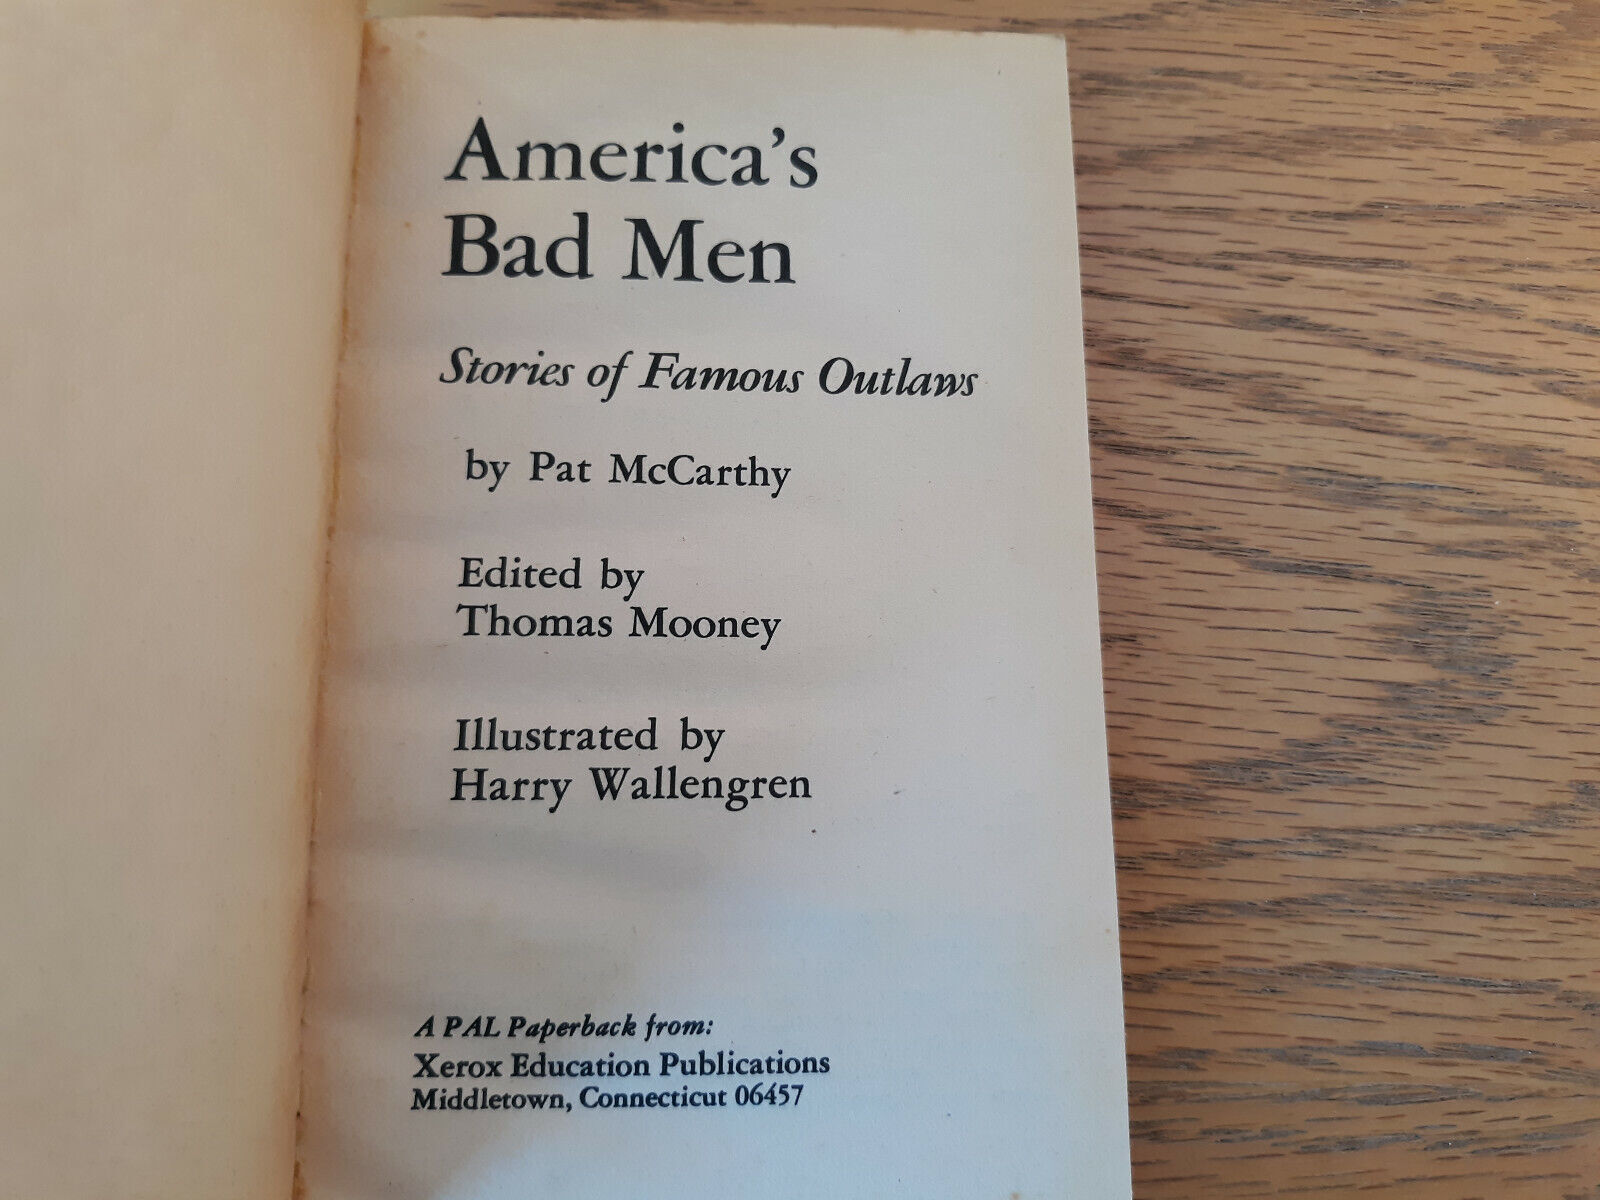 America's
Bad Men
Stories of Famous Outlaws
by Pat McCarthy
Edited by
Thomas Mooney
Illustrated by
Harry Wallengren
A PAL Paperback from:
Xerox Education Publications
Middletown, Connecticut 06457